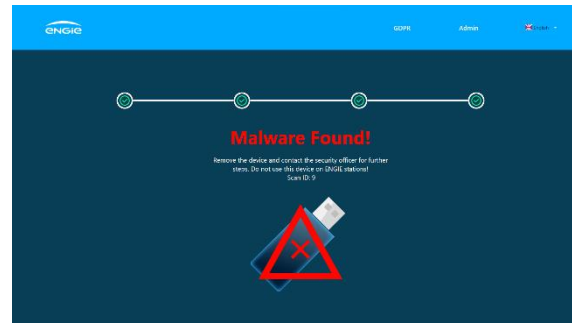 ENGIE
GDPR
Admin
English
Malware Found!
Remove the device and contact the security officer for further
steps. Do not use this device on ENGIE stations!
Scan ID: 9